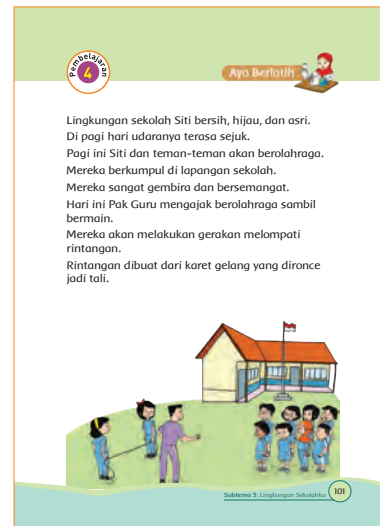 Pembelajaran
4
Ayo Berlatih
Lingkungan sekolah Siti bersih, hijau, dan asri.
Di pagi hari udaranya terasa sejuk.
Pagi ini Siti dan teman-teman akan berolahraga.
Mereka berkumpul di lapangan sekolah.
Mereka sangat gembira dan bersemangat.
Hari ini Pak Guru mengajak berolahraga sambil
bermain.
Mereka akan melakukan gerakan melompati
rintangan.
Rintangan dibuat dari karet gelang yang dironce
jadi tali.
Subtema 3: Lingkungan Sekolahku
101